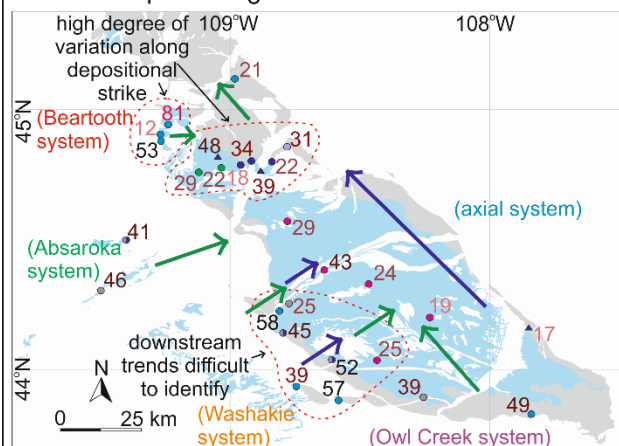 109°W
108°W
high degree of
variation along
depositional
strike
21
45°N
(Beartooth
system)
81
12
53
48
34
31
29
22
18
39
22
29
(axial system)
41
(Absaroka
system)
46
43
24
25
58
45
19
17
downstream
trends difficult
to identify
52
25
39
57
39
49
44°N
N
0
25 km
(Washakie
system)
(Owl Creek system)